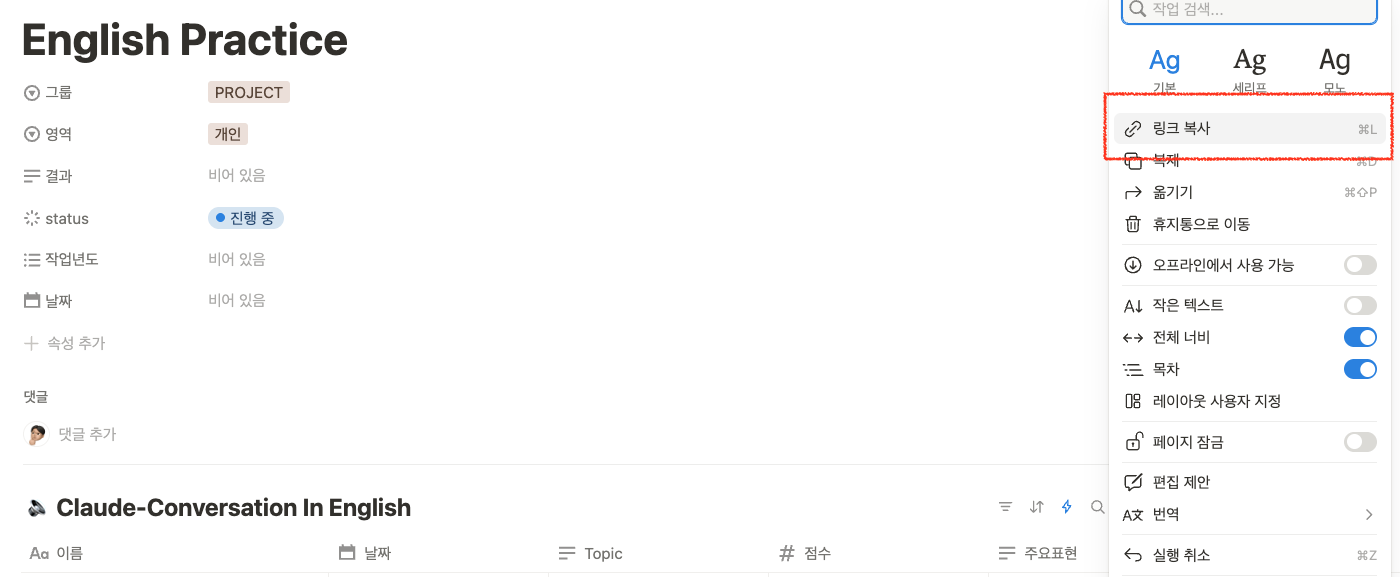 English Practice
그룹 PROJECT
영역 개인
결과 비어 있음
status 진행 중
작업년도 비어 있음
날짜 비어 있음
속성 추가
댓글
댓글 추가
Claude-Conversation In English
Aa 이름 날짜 Topic # 점수 주요표현
작업 검색...
Ag Ag Ag
기본 세리프 모노
링크 복사 ⌘L
복제 ⌘D
옮기기 ⌘⇧P
휴지통으로 이동
오프라인에서 사용 가능
작은 텍스트
전체 너비
목차
레이아웃 사용자 지정
페이지 잠금
편집 제안
번역
실행 취소 ⌘Z